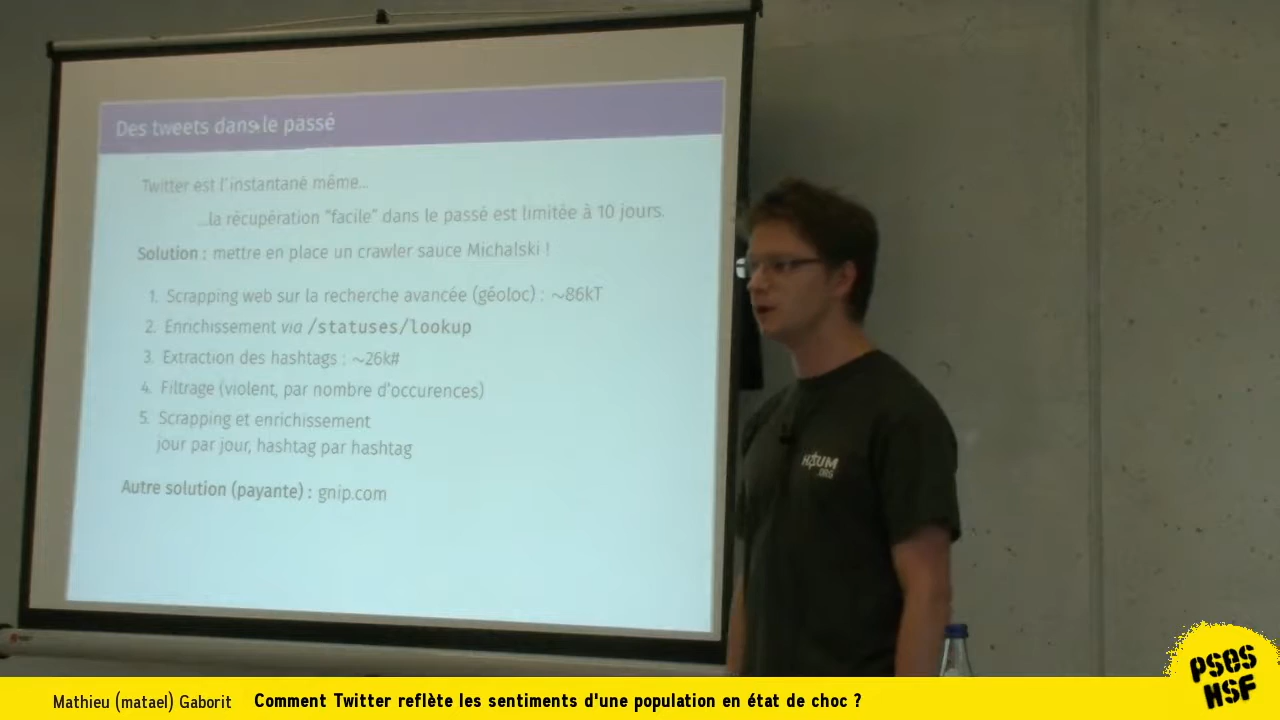 Des tweets dans le passé
Twitter est l'instantané même...
...la récupération "facile" dans le passé est limitée à 10 jours.
Solution : mettre en place un crawler sauce Michalski !
1. Scrapping web sur la recherche avancée (géoloc) : ~86kT
2. Enrichissement via /statuses/lookup
3. Extraction des hashtags : ~26k#
4. Filtrage (violent, par nombre d'occurences)
5. Scrapping et enrichissement
jour par jour, hashtag par hashtag
Autre solution (payante) : gnip.com
HAUM
ORG
PSES
HSF
Mathieu (matael) Gaborit Comment Twitter reflète les sentiments d'une population en état de choc ?